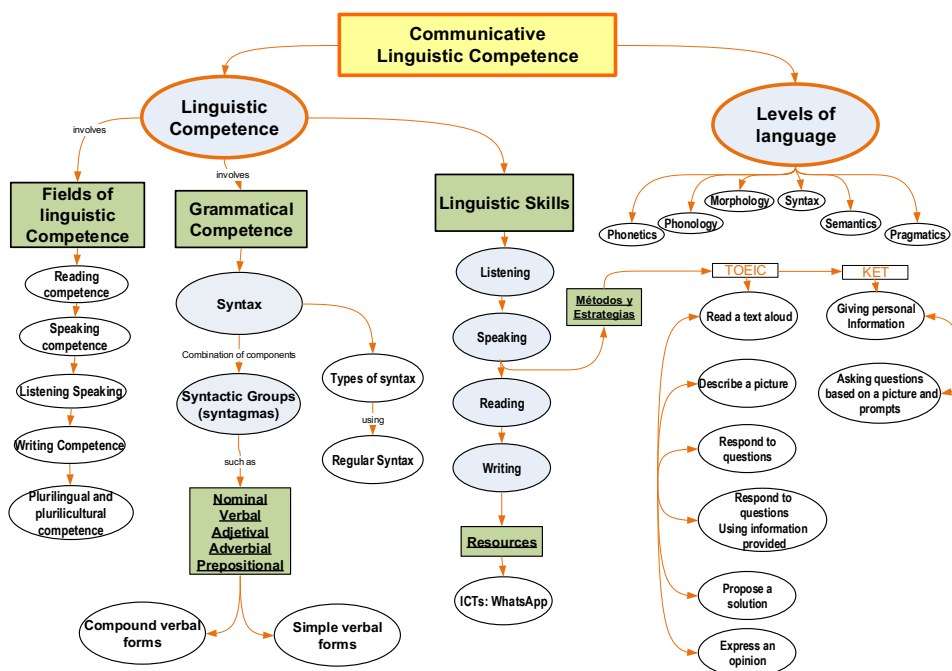 Communicative
Linguistic Competence
Linguistic
Competence
Levels of
language
involves
involves
Fields of
linguistic
Competence
Grammatical
Competence
Linguistic Skills
Phonetics
Phonology
Morphology
Syntax
Semantics
Pragmatics
Reading
competence
Speaking
competence
Listening Speaking
Writing Competence
Plurilingual and
plurilicultural
competence
Syntax
Combination of components
Syntactic Groups
(syntagmas)
such as
Nominal
Verbal
Adjetival
Adverbial
Prepositional
Compound verbal
forms
Simple verbal
forms
Types of syntax
using
Regular Syntax
Listening
Speaking
Reading
Writing
Resources
ICTs: WhatsApp
Métodos y
Estrategias
TOEIC
KET
Read a text aloud
Describe a picture
Respond to
questions
Respond to
questions
Using information
provided
Propose a
solution
Express an
opinion
Giving personal
Information
Asking questions
based on a picture and
prompts